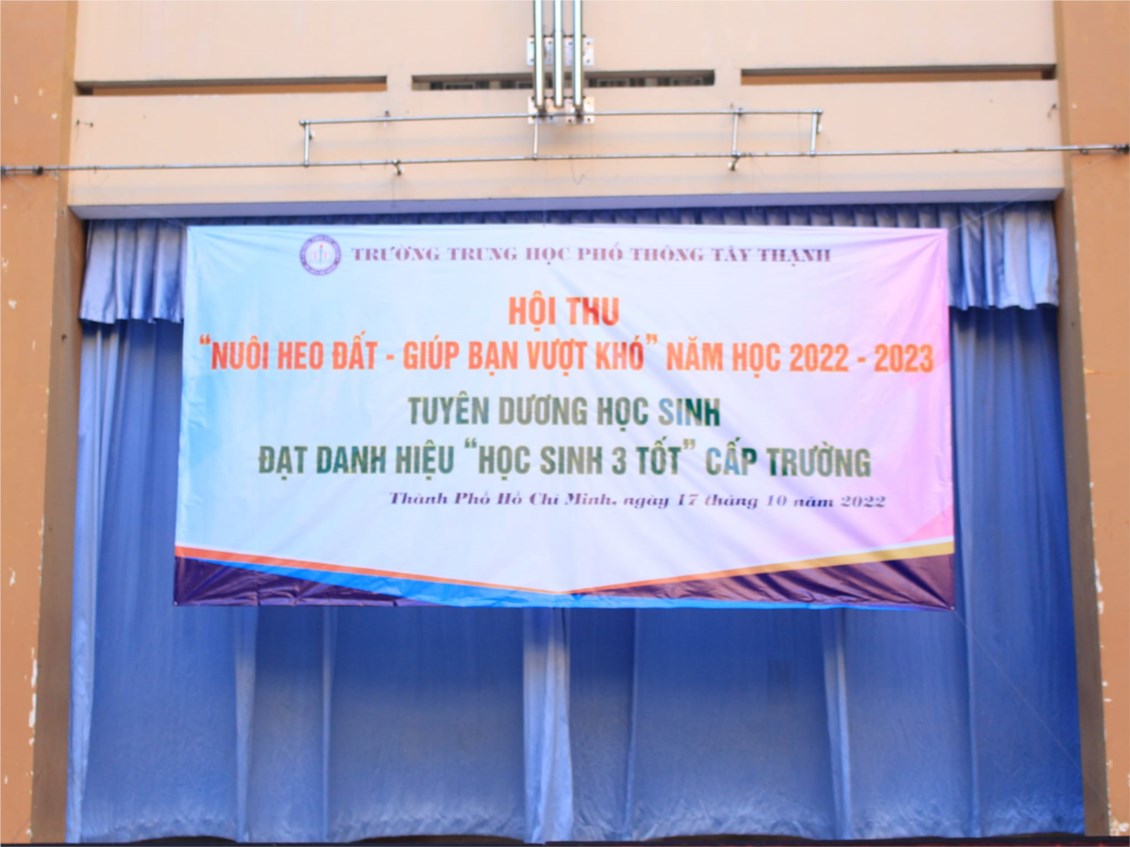 TRƯỜNG TRUNG HỌC PHỔ THÔNG TÂY THẠNH
HỘI THU
“NUÔI HEO ĐẤT - GIÚP BẠN VƯỢT KHÓ” NĂM HỌC 2022 - 2023
TUYÊN DƯƠNG HỌC SINH
ĐẠT DANH HIỆU “HỌC SINH 3 TỐT” CẤP TRƯỜNG
Thành Phố Hồ Chí Minh, ngày 17 tháng 10 năm 2022